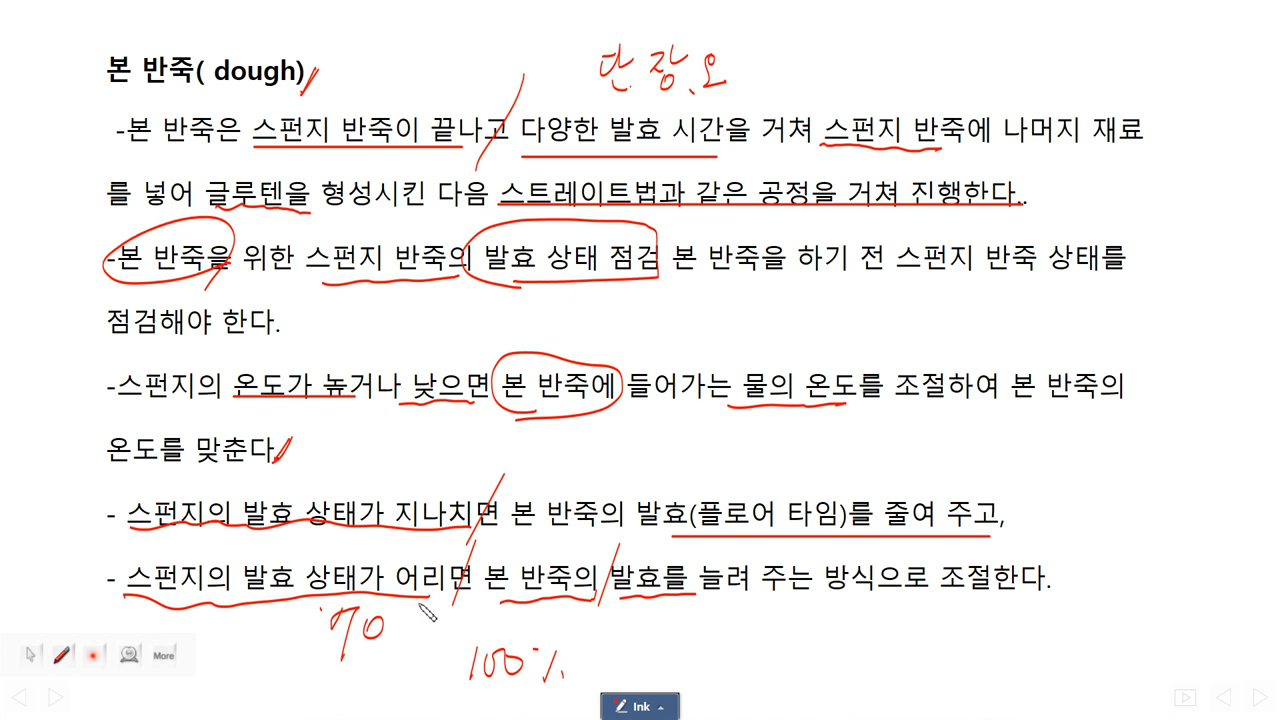 본 반죽( dough)
단 장 오
-본 반죽은 스펀지 반죽이 끝나고 다양한 발효 시간을 거쳐 스펀지 반죽에 나머지 재료
를 넣어 글루텐을 형성시킨 다음 스트레이트법과 같은 공정을 거쳐 진행한다..
-본 반죽을 위한 스펀지 반죽의 발효 상태 점검 본 반죽을 하기 전 스펀지 반죽 상태를
점검해야 한다.
-스펀지의 온도가 높거나 낮으면 본 반죽에 들어가는 물의 온도를 조절하여 본 반죽의
온도를 맞춘다
- 스펀지의 발효 상태가 지나치면 본 반죽의 발효(플로어 타임)를 줄여 주고,
- 스펀지의 발효 상태가 어리면 본 반죽의 발효를 늘려 주는 방식으로 조절한다.
70
100%
More
Ink